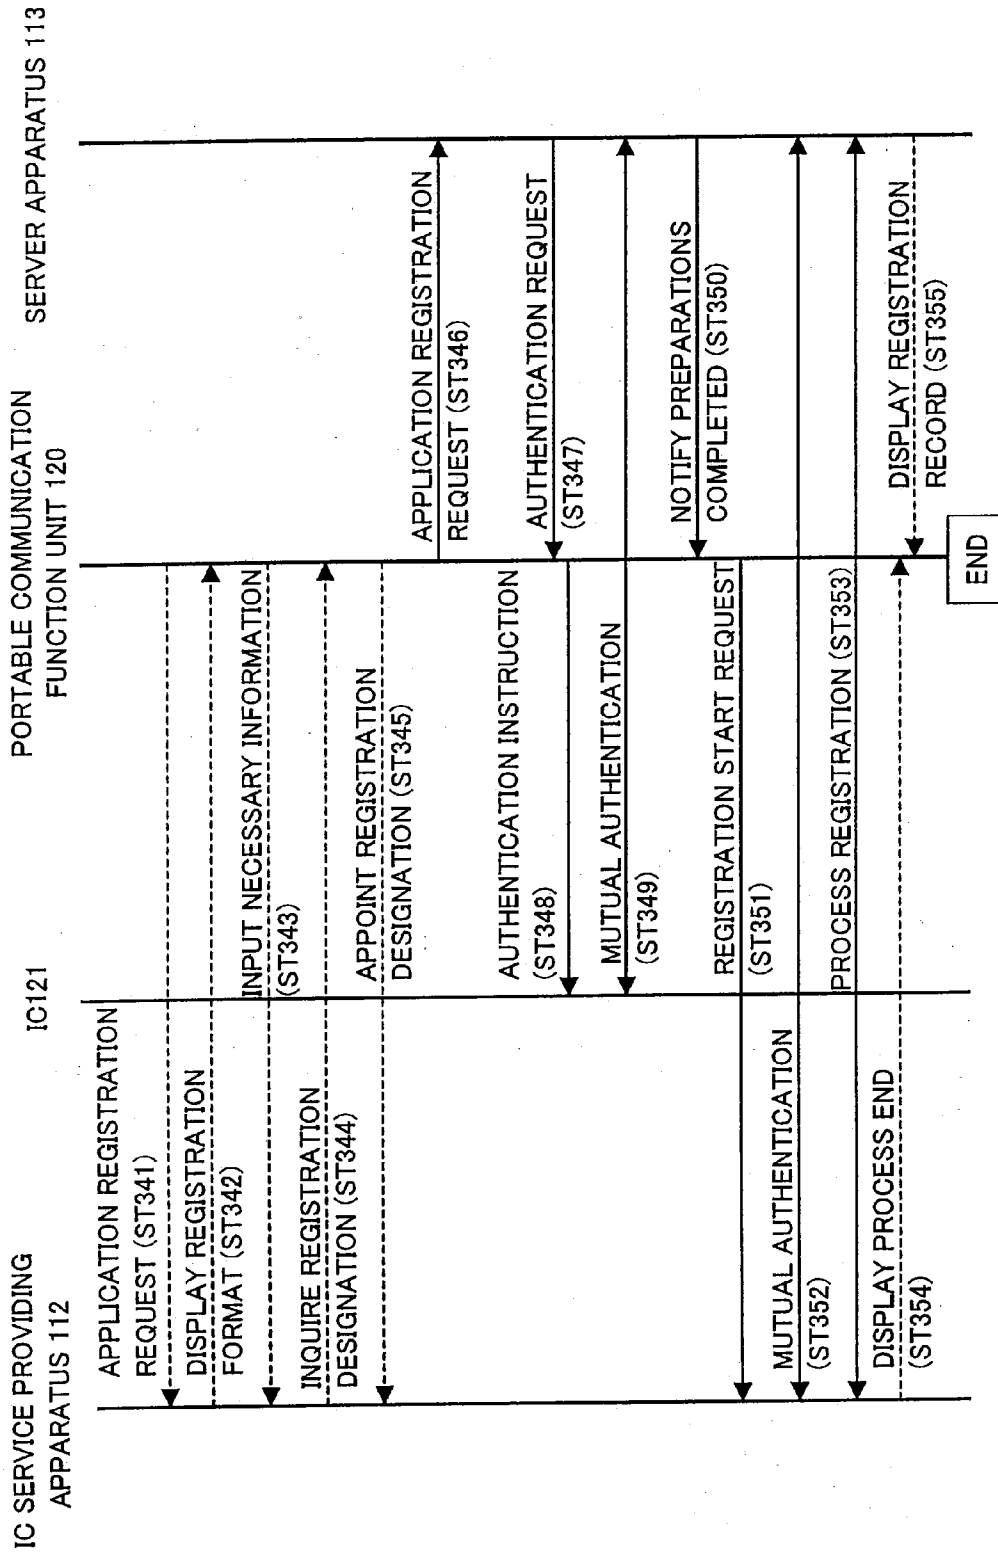 IC SERVICE PROVIDING
APPARATUS 112
IC121
PORTABLE COMMUNICATION
FUNCTION UNIT 120
SERVER APPARATUS 113
APPLICATION REGISTRATION
REQUEST (ST341)
DISPLAY REGISTRATION
FORMAT (ST342)
INPUT NECESSARY INFORMATION
(ST343)
INQUIRE REGISTRATION
DESIGNATION (ST344)
APPOINT REGISTRATION
DESIGNATION (ST345)
APPLICATION REGISTRATION
REQUEST (ST346)
AUTHENTICATION REQUEST
(ST347)
AUTHENTICATION INSTRUCTION
(ST348)
MUTUAL AUTHENTICATION
(ST349)
NOTIFY PREPARATIONS
COMPLETED (ST350)
REGISTRATION START REQUEST
(ST351)
MUTUAL AUTHENTICATION
(ST352)
PROCESS REGISTRATION (ST353)
DISPLAY PROCESS END
(ST354)
DISPLAY REGISTRATION
RECORD (ST355)
END